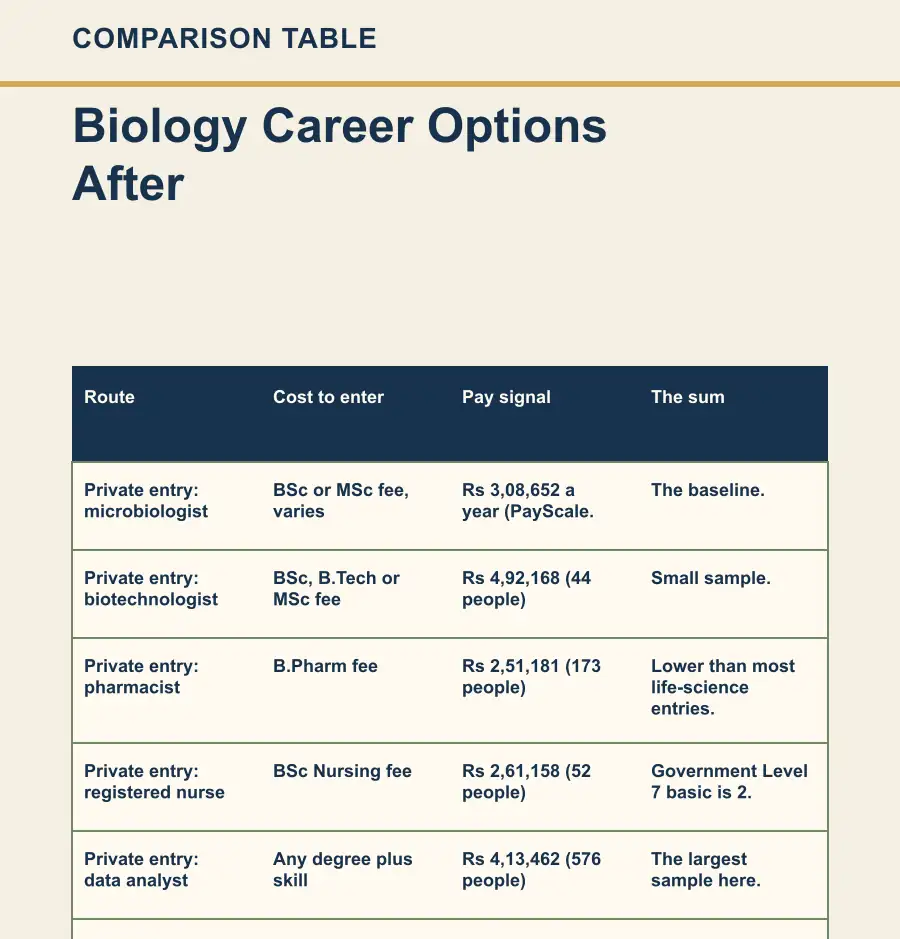 COMPARISON TABLE
Biology Career Options
After
Route Cost to enter Pay signal The sum
Private entry: BSc or MSc fee, Rs 3,08,652 a The baseline.
microbiologist varies year (PayScale.
Private entry: BSc, B.Tech or Rs 4,92,168 (44 Small sample.
biotechnologist MSc fee people)
Private entry: B.Pharm fee Rs 2,51,181 (173 Lower than most
pharmacist people) life-science
entries.
Private entry: BSc Nursing fee Rs 2,61,158 (52 Government Level
registered nurse people) 7 basic is 2.
Private entry: Any degree plus Rs 4,13,462 (576 The largest
data analyst skill people) sample here.